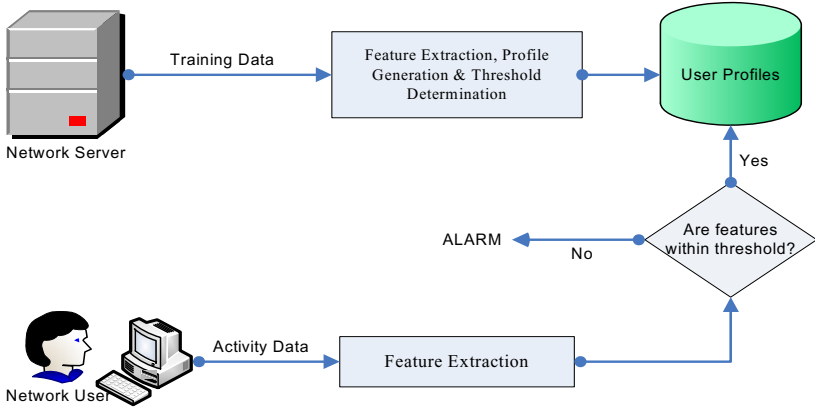 Training Data
Feature Extraction, Profile
Generation & Threshold
Determination
User Profiles
Network Server
Yes
Are features
within threshold?
ALARM
No
Activity Data
Feature Extraction
Network User